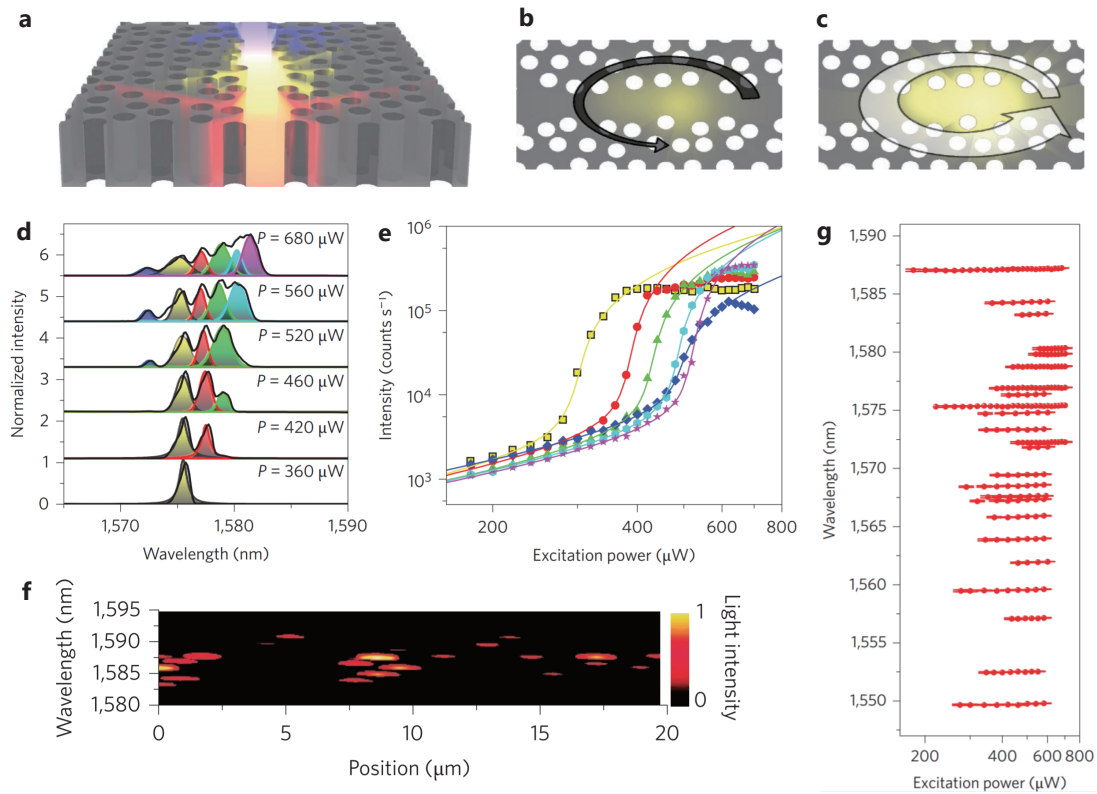 a
b
c
d
P = 680 µW
P = 560 µW
P = 520 µW
P = 460 µW
P = 420 µW
P = 360 µW
6
5
4
3
2
1
0
Normalized intensity
1,570
1,580
1,590
Wavelength (nm)
e
10⁶
10⁵
10⁴
10³
Intensity (counts s⁻¹)
200
400
600
800
Excitation power (µW)
f
1,595
1,590
1,585
1,580
Wavelength (nm)
0
5
10
15
20
Position (µm)
1
0
Light intensity
g
1,590
1,585
1,580
1,575
1,570
1,565
1,560
1,555
1,550
Wavelength (nm)
200
400
600
800
Excitation power (µW)